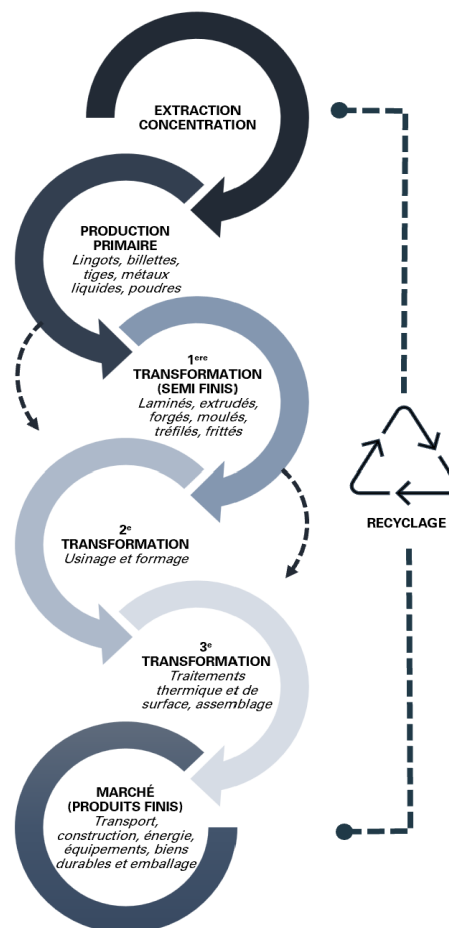 EXTRACTION
CONCENTRATION
PRODUCTION
PRIMAIRE
Lingots, billettes,
tiges, métaux
liquides, poudres
1ere
TRANSFORMATION
(SEMI FINIS)
Laminés, extrudés,
forgés, moulés,
tréfilés, frittés
RECYCLAGE
2e
TRANSFORMATION
Usinage et formage
3e
TRANSFORMATION
Traitements
thermique et de
surface, assemblage
MARCHÉ
(PRODUITS FINIS)
Transport,
construction, énergie,
équipements, biens
durables et emballage